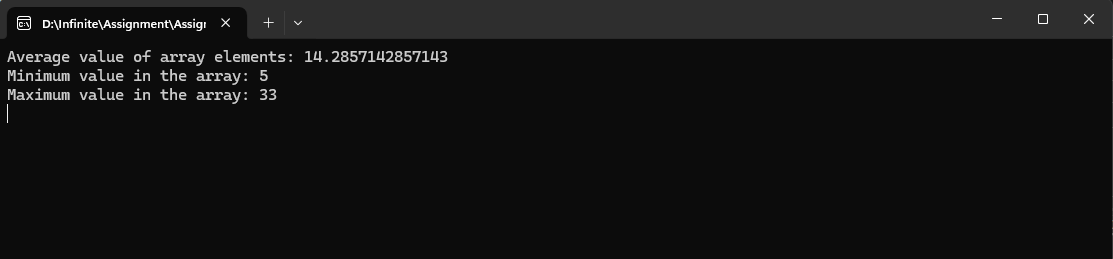 D:\Infinite\Assignment\Assigr
Average value of array elements: 14.2857142857143
Minimum value in the array: 5
Maximum value in the array: 33